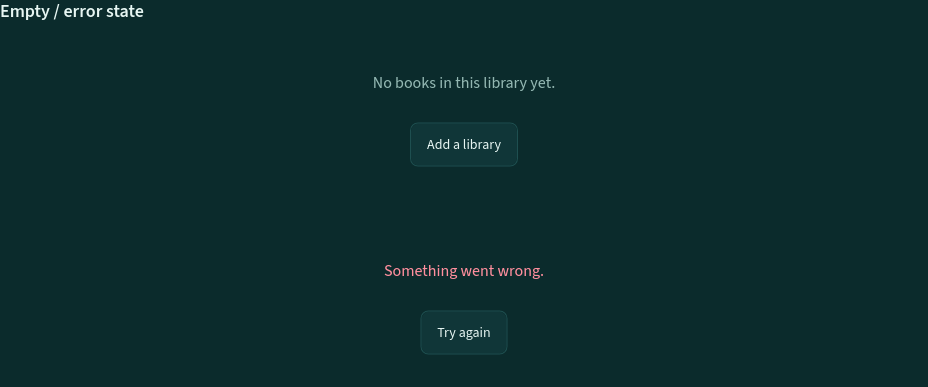 Empty / error state
No books in this library yet.
Add a library
Something went wrong.
Try again